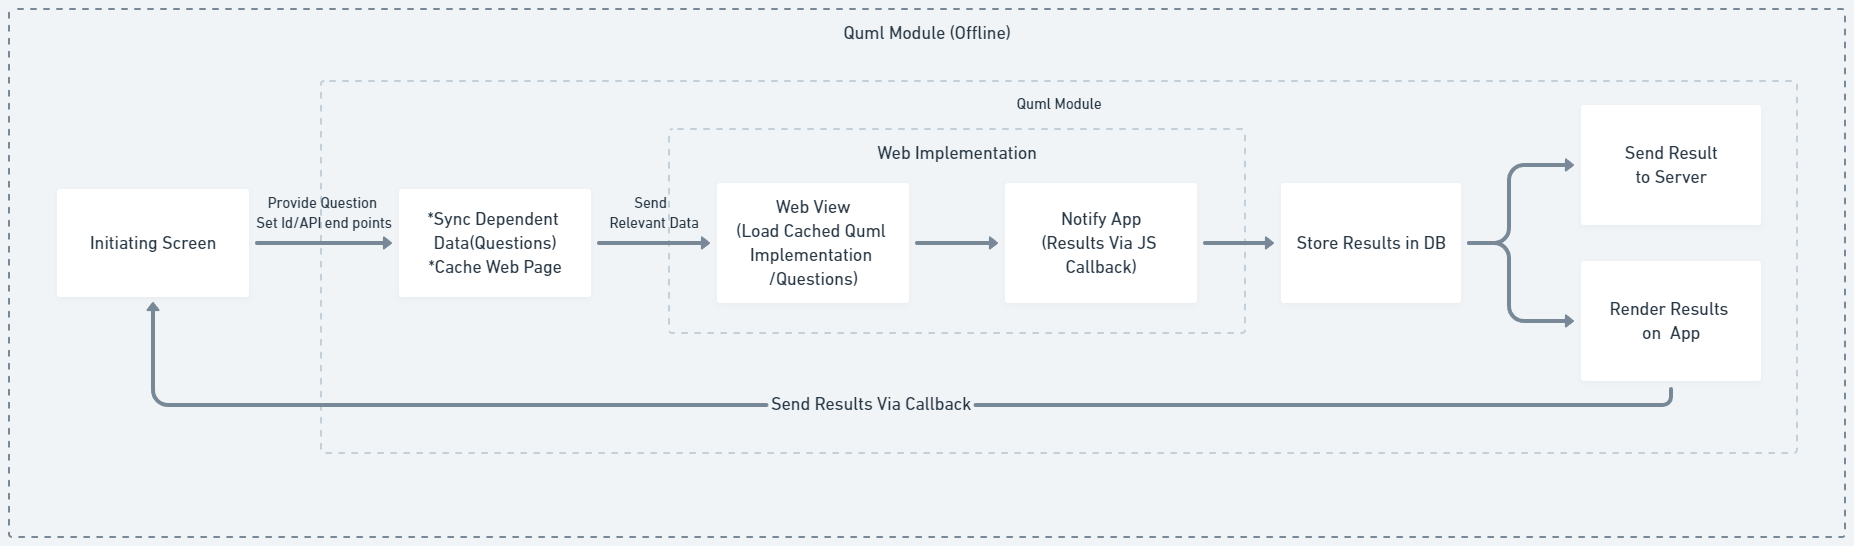 Quml Module (Offline)
Quml Module
Web Implementation
Initiating Screen
Provide Question
Set Id/API end points
*Sync Dependent
Data(Questions)
*Cache Web Page
Send
Relevant Data
Web View
(Load Cached Quml
Implementation
/Questions)
Notify App
(Results Via JS
Callback)
Store Results in DB
Send Result
to Server
Render Results
on App
Send Results Via Callback